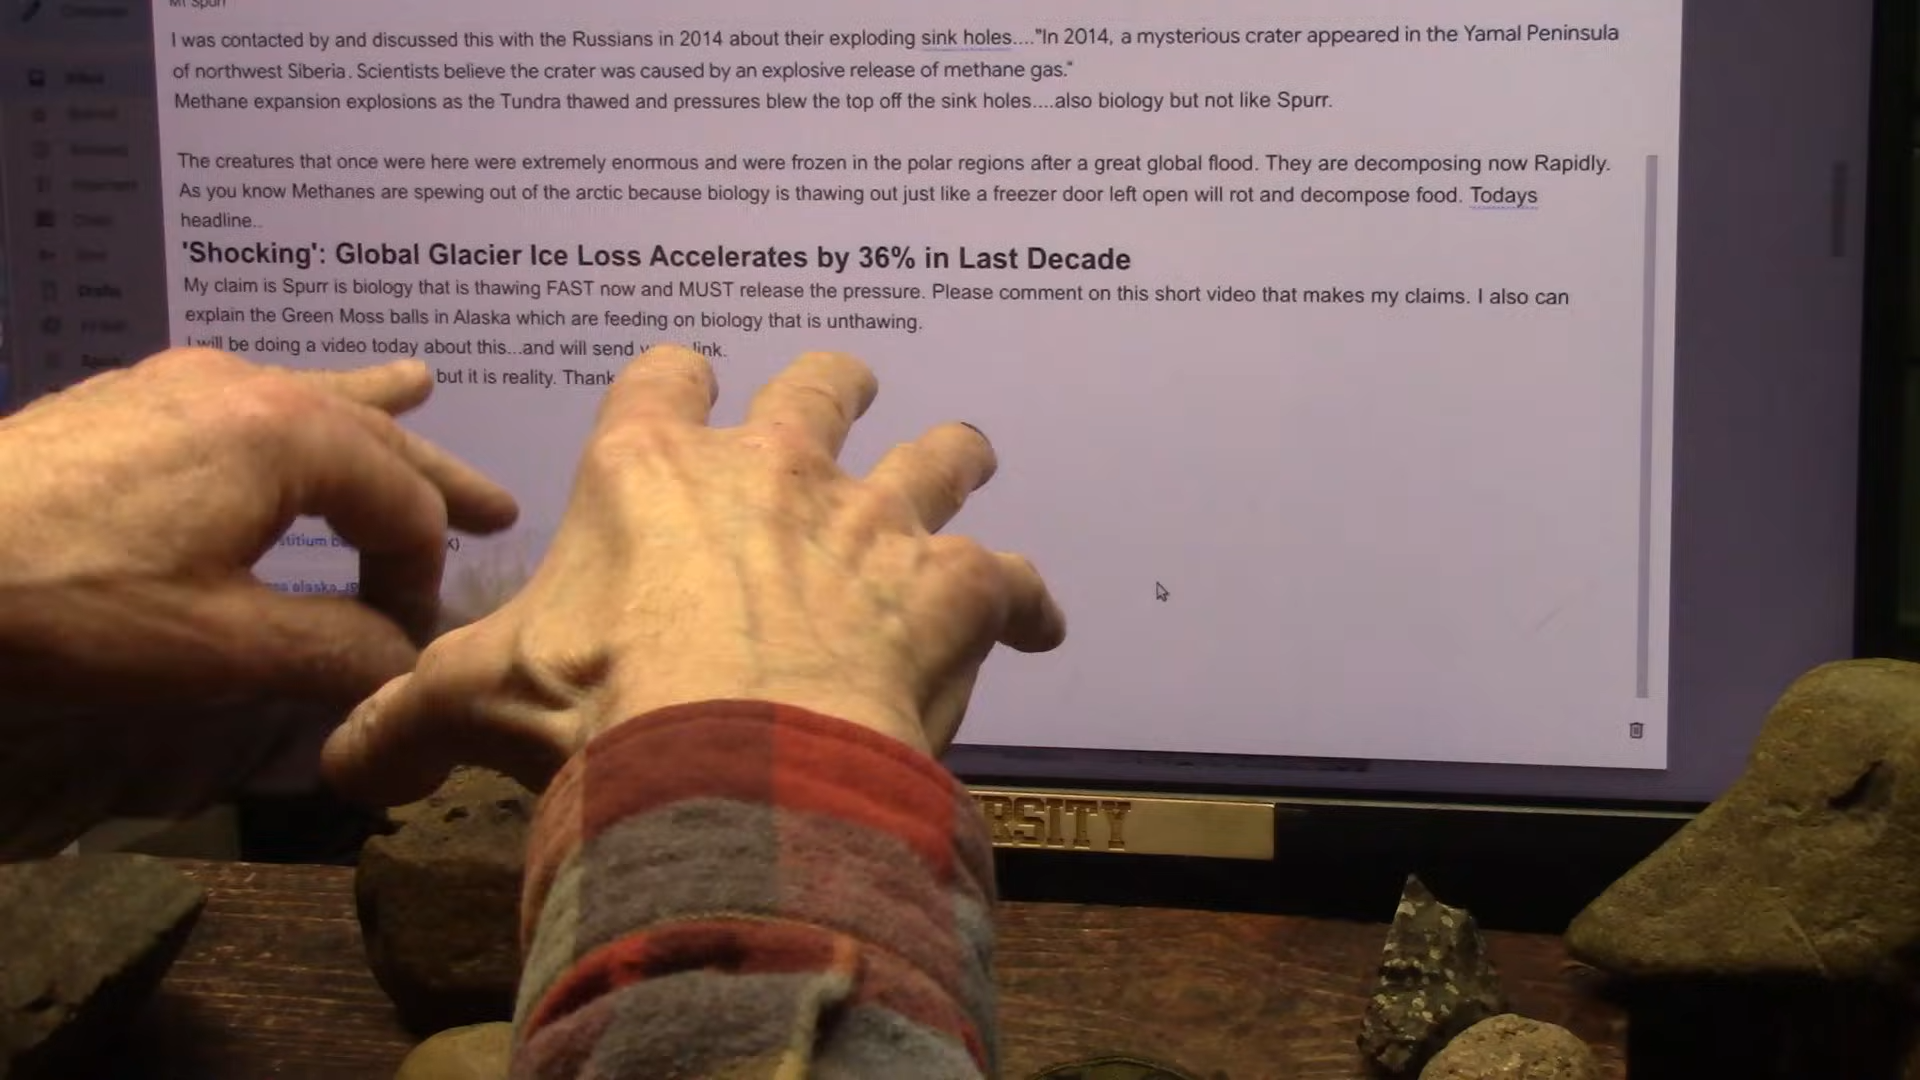 Mt Spurr
I was contacted by and discussed this with the Russians in 2014 about their exploding sink holes...."In 2014, a mysterious crater appeared in the Yamal Peninsula
of northwest Siberia. Scientists believe the crater was caused by an explosive release of methane gas."
Methane expansion explosions as the Tundra thawed and pressures blew the top off the sink holes....also biology but not like Spurr.
The creatures that once were here were extremely enormous and were frozen in the polar regions after a great global flood. They are decomposing now Rapidly.
As you know Methanes are spewing out of the arctic because biology is thawing out just like a freezer door left open will rot and decompose food. Todays
headline..
'Shocking': Global Glacier Ice Loss Accelerates by 36% in Last Decade
My claim is Spurr is biology that is thawing FAST now and MUST release the pressure. Please comment on this short video that makes my claims. I also can
explain the Green Moss balls in Alaska which are feeding on biology that is unthawing.
I will be doing a video today about this...and will send link.
but it is reality. Thank
Drafts
RSITY